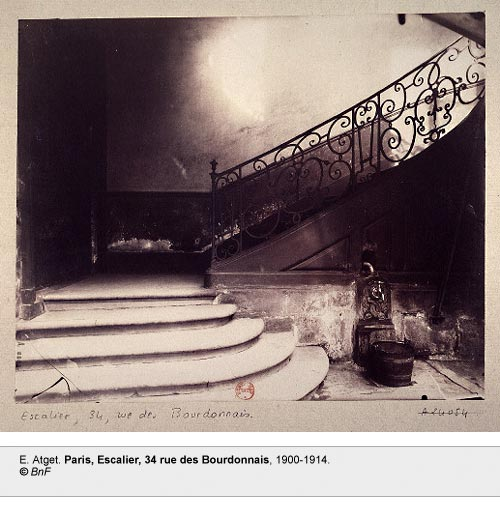 Escalier, 34, rue des Bourdonnais.
E. Atget. Paris, Escalier, 34 rue des Bourdonnais, 1900-1914.
© BnF